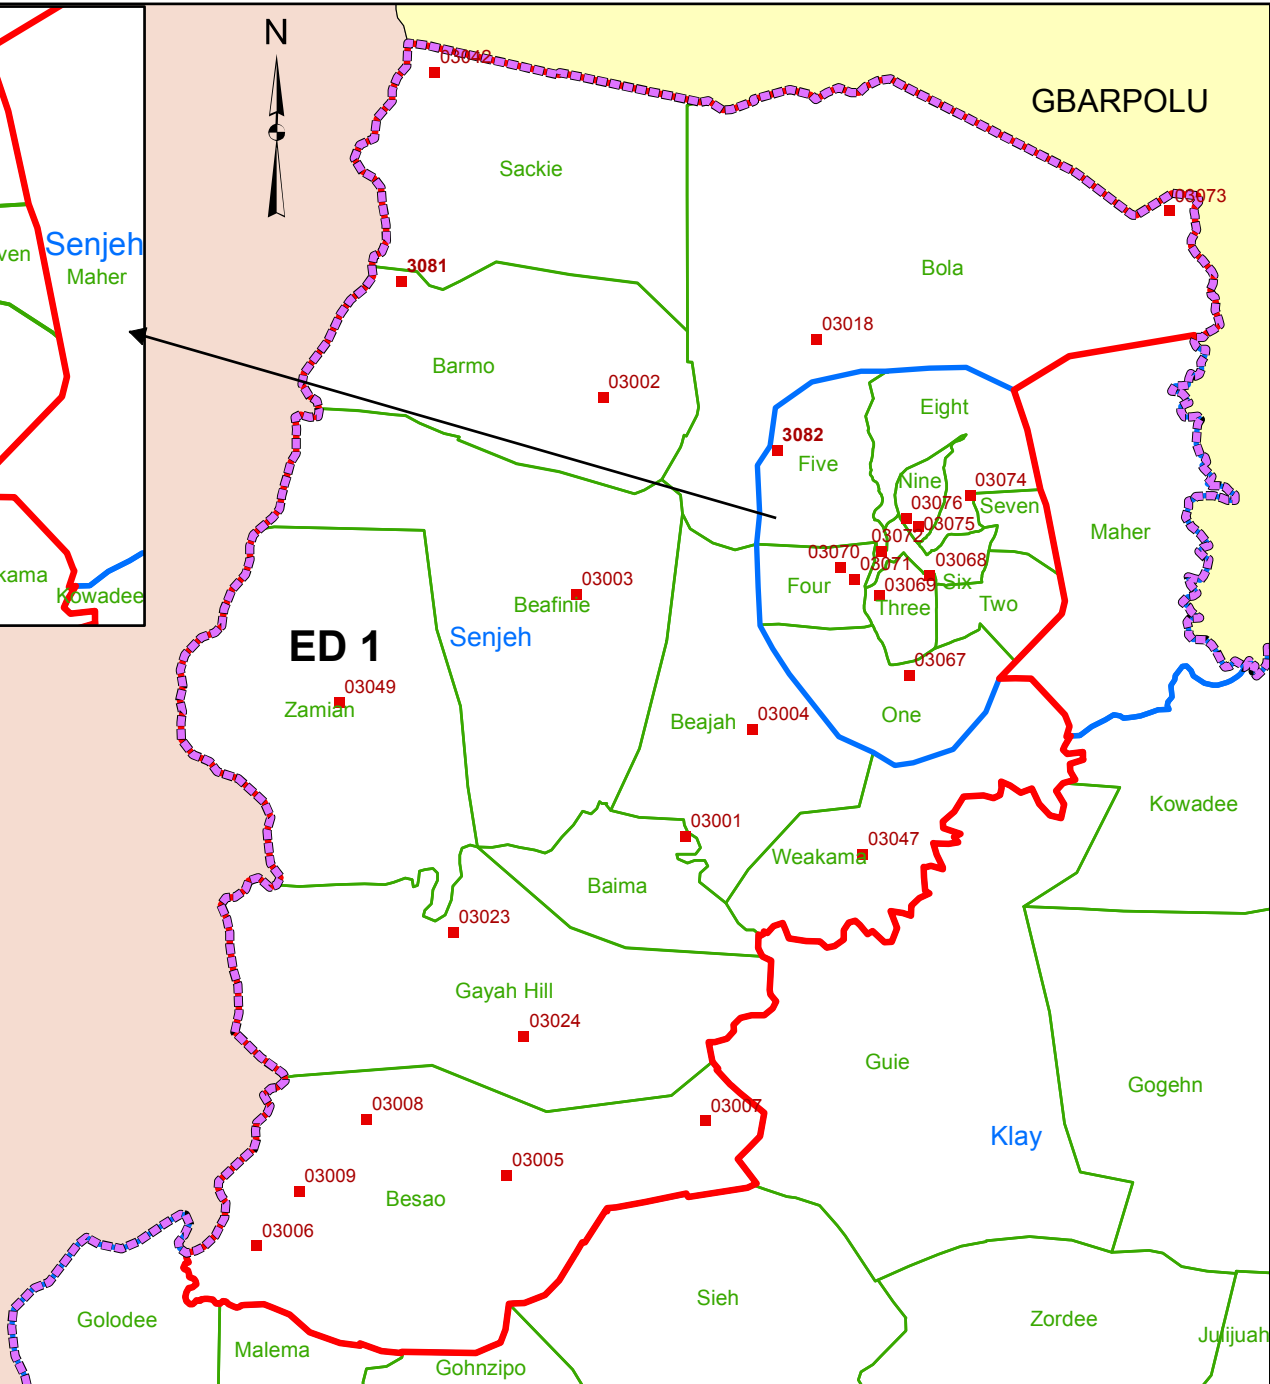 N
03042
GBARPOLU
Sackie
03073
ven
Senjeh
Maher
3081
Bola
03018
Barmo
03002
Eight
3082
Five
Nine
03074
03076
Seven
03075
Maher
03072
03070
03071
03068
03003
Four
03069
Six
Beafinie
Three
Two
kama
Kowadee
ED 1
Senjeh
03067
03049
Zamian
Beajah
03004
One
03001
Kowadee
03047
Weakama
Baima
03023
Gayah Hill
03024
Guie
Gogehn
03008
03007
Klay
03005
03009
Besao
03006
Sieh
Golodee
Zordee
Julijuah
Malema
Gohnzipo